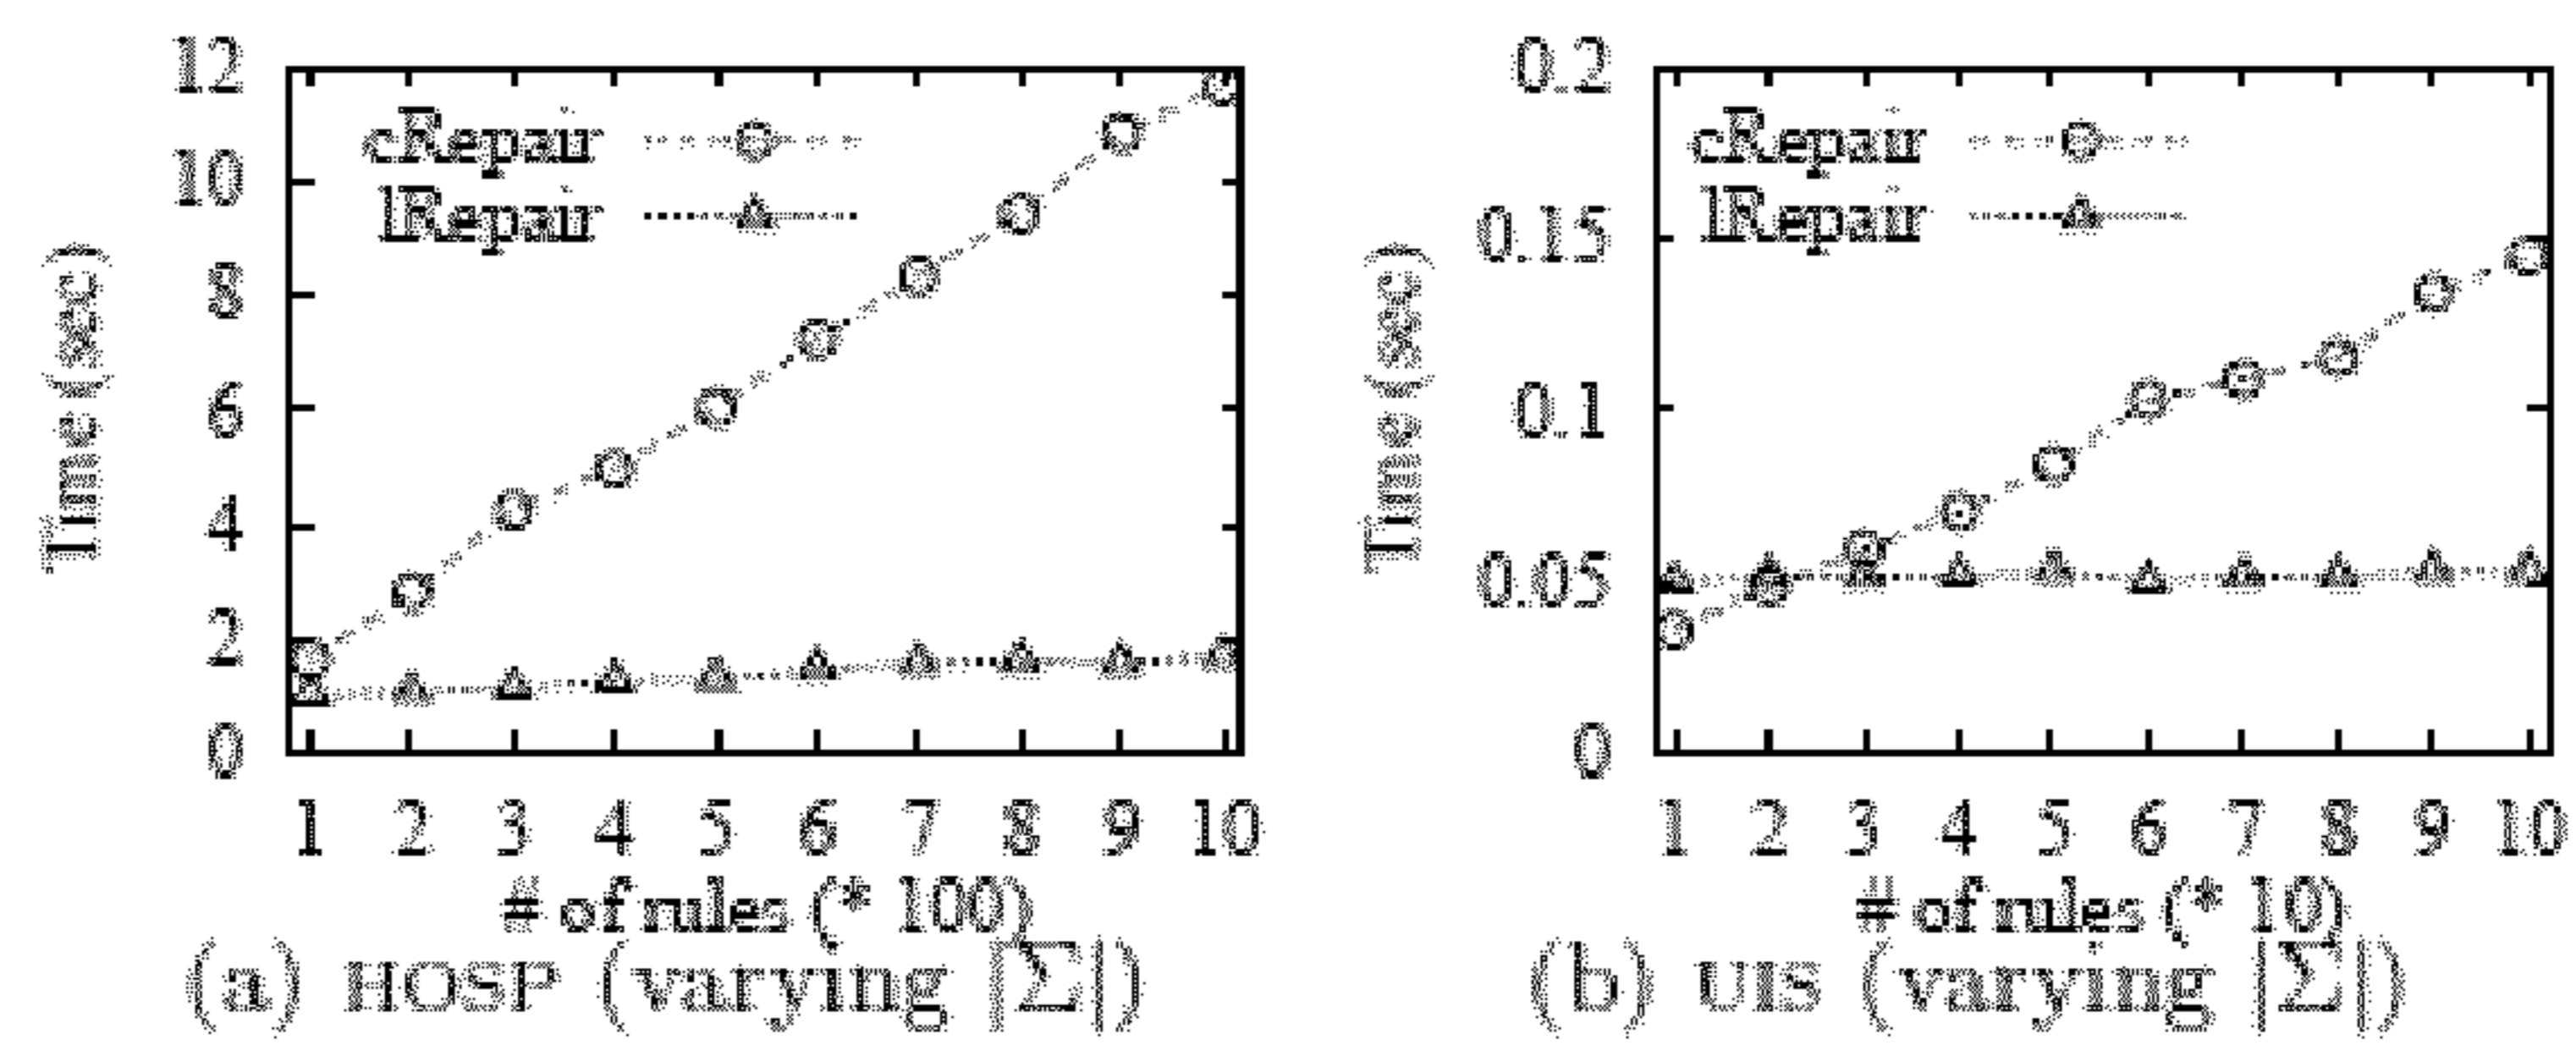 12
10
8
6
4
2
0
Time (sec)
cRepair
lRepair
1 2 3 4 5 6 7 8 9 10
# of rules (* 100)
(a) HOSP (varying |Σ|)
0.2
0.15
0.1
0.05
0
Time (sec)
cRepair
lRepair
1 2 3 4 5 6 7 8 9 10
# of rules (* 10)
(b) UIS (varying |Σ|)